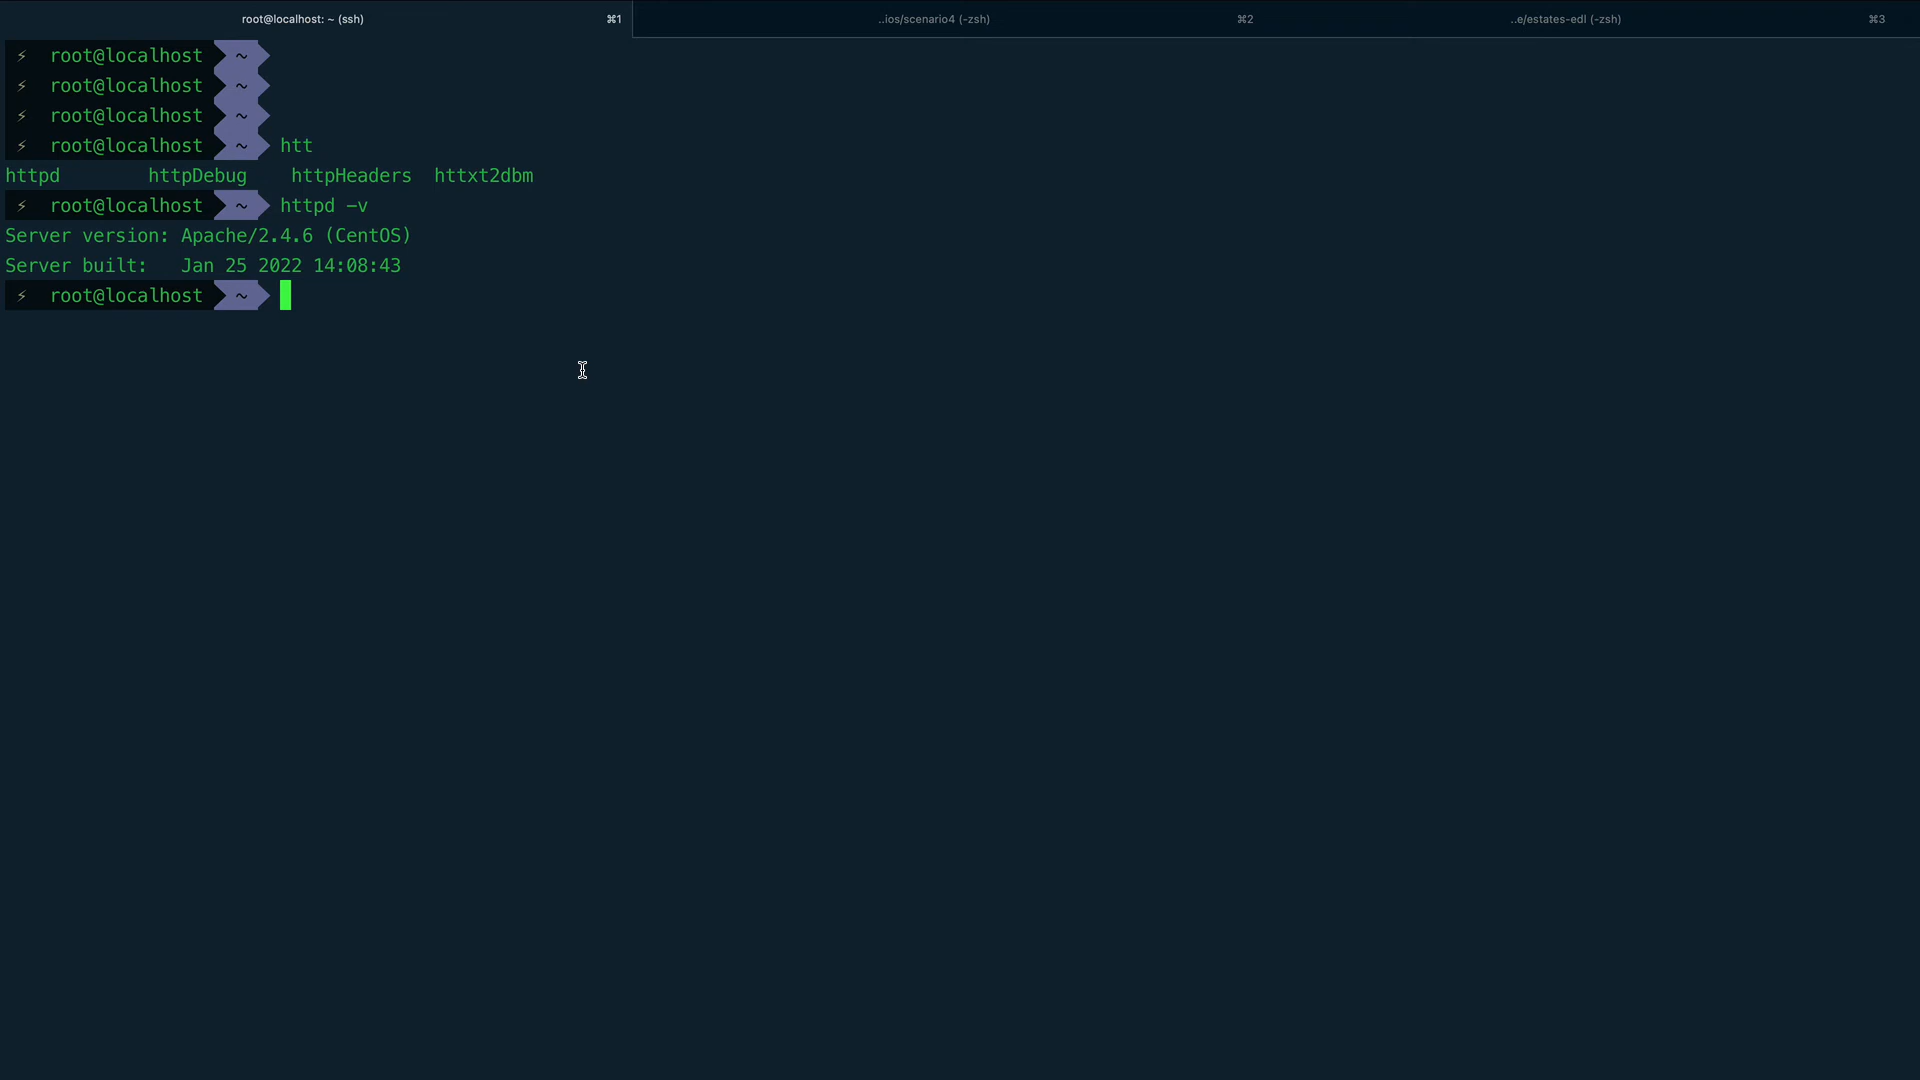 root@localhost: ~ (ssh) ⌘1 ..ios/scenario4 (-zsh) ⌘2 ..e/estates-edl (-zsh) ⌘3
⚡ root@localhost ~
⚡ root@localhost ~
⚡ root@localhost ~
⚡ root@localhost ~ htt
httpd httpDebug httpHeaders httxt2dbm
⚡ root@localhost ~ httpd -v
Server version: Apache/2.4.6 (CentOS)
Server built: Jan 25 2022 14:08:43
⚡ root@localhost ~